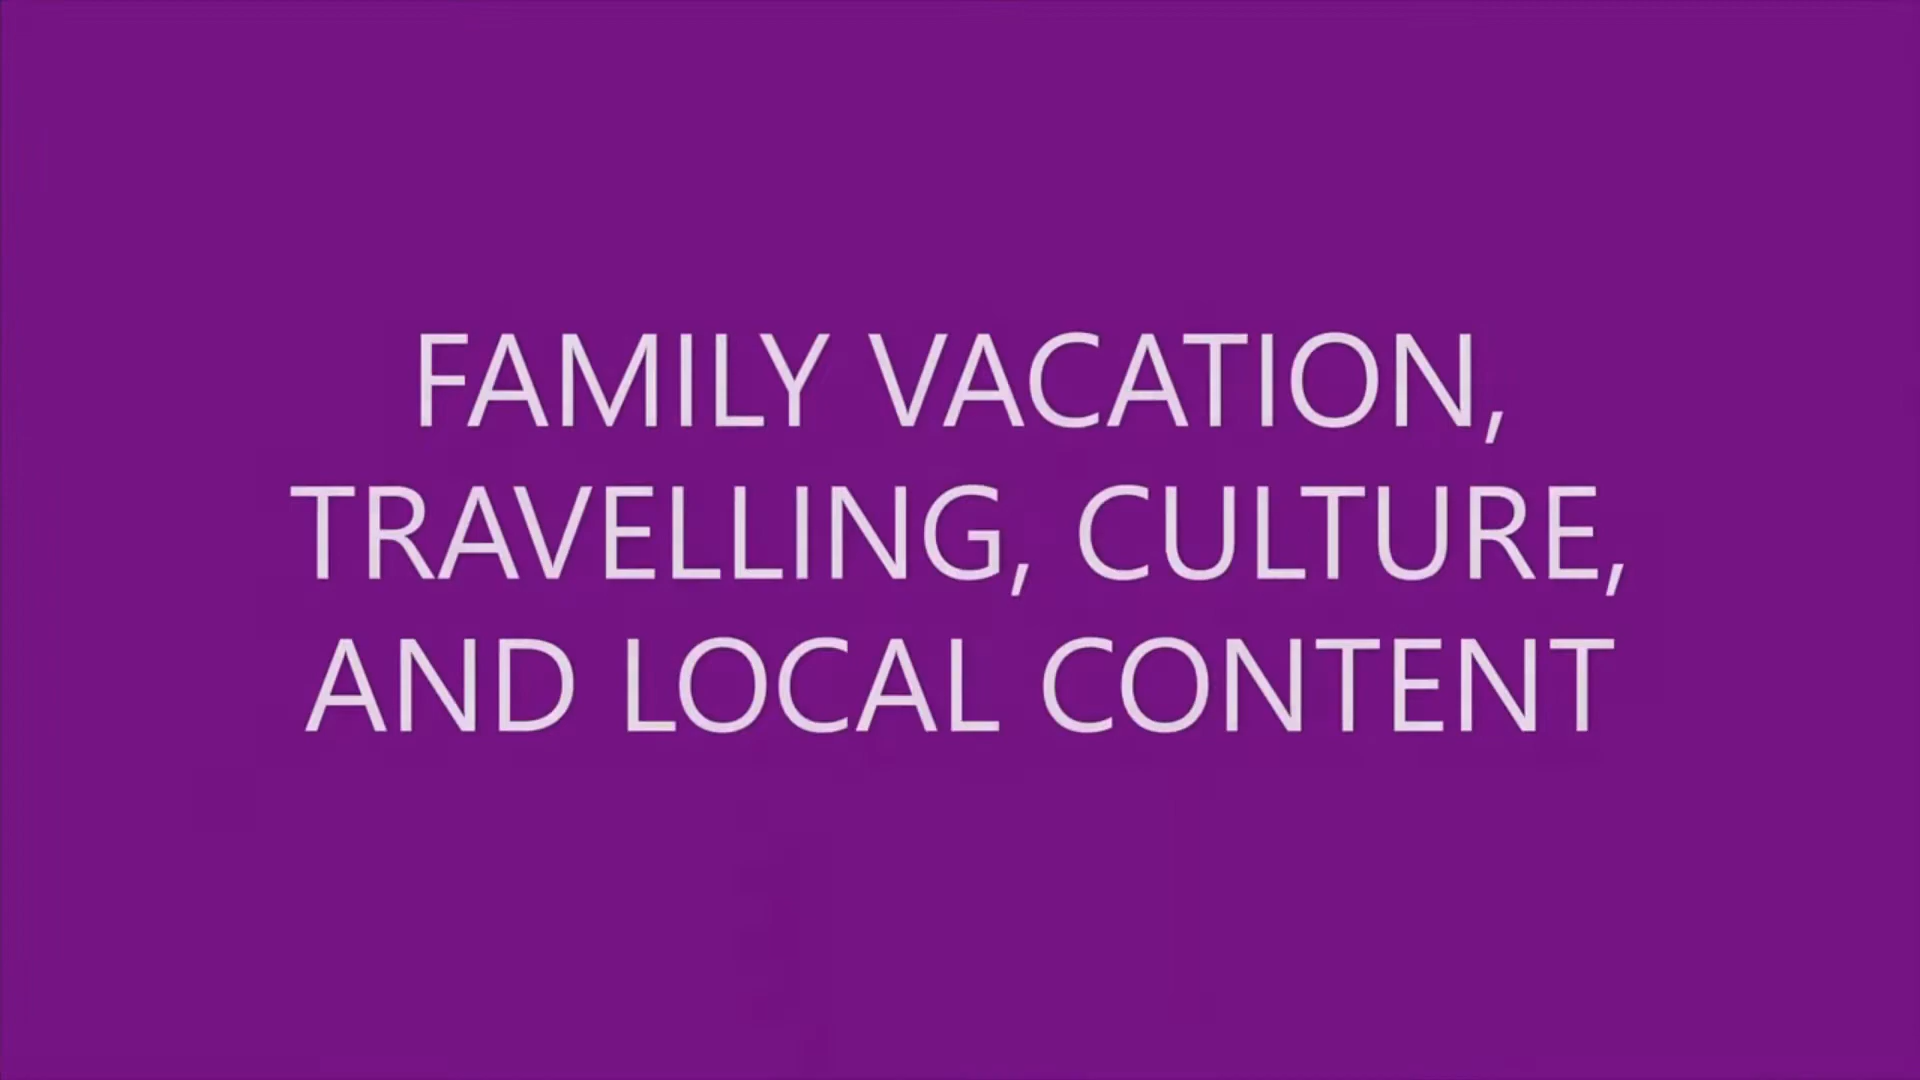 FAMILY VACATION,
TRAVELLING, CULTURE,
AND LOCAL CONTENT